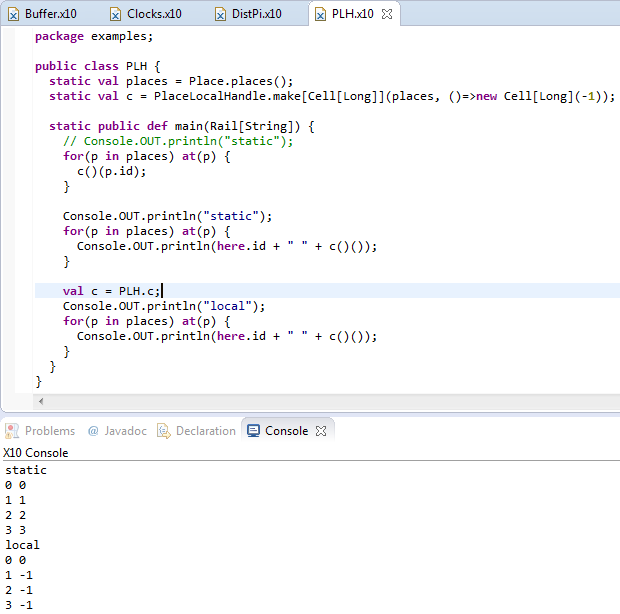 Buffer.x10 Clocks.x10 DistPi.x10 PLH.x10
package examples;

public class PLH {
  static val places = Place.places();
  static val c = PlaceLocalHandle.make[Cell[Long]](places, ()=>new Cell[Long](-1));

  static public def main(Rail[String]) {
    // Console.OUT.println("static");
    for(p in places) at(p) {
      c()(p.id);
    }

    Console.OUT.println("static");
    for(p in places) at(p) {
      Console.OUT.println(here.id + " " + c()());
    }

    val c = PLH.c;
    Console.OUT.println("local");
    for(p in places) at(p) {
      Console.OUT.println(here.id + " " + c()());
    }
  }
}
Problems @ Javadoc Declaration Console
X10 Console
static
0 0
1 1
2 2
3 3
local
0 0
1 -1
2 -1
3 -1